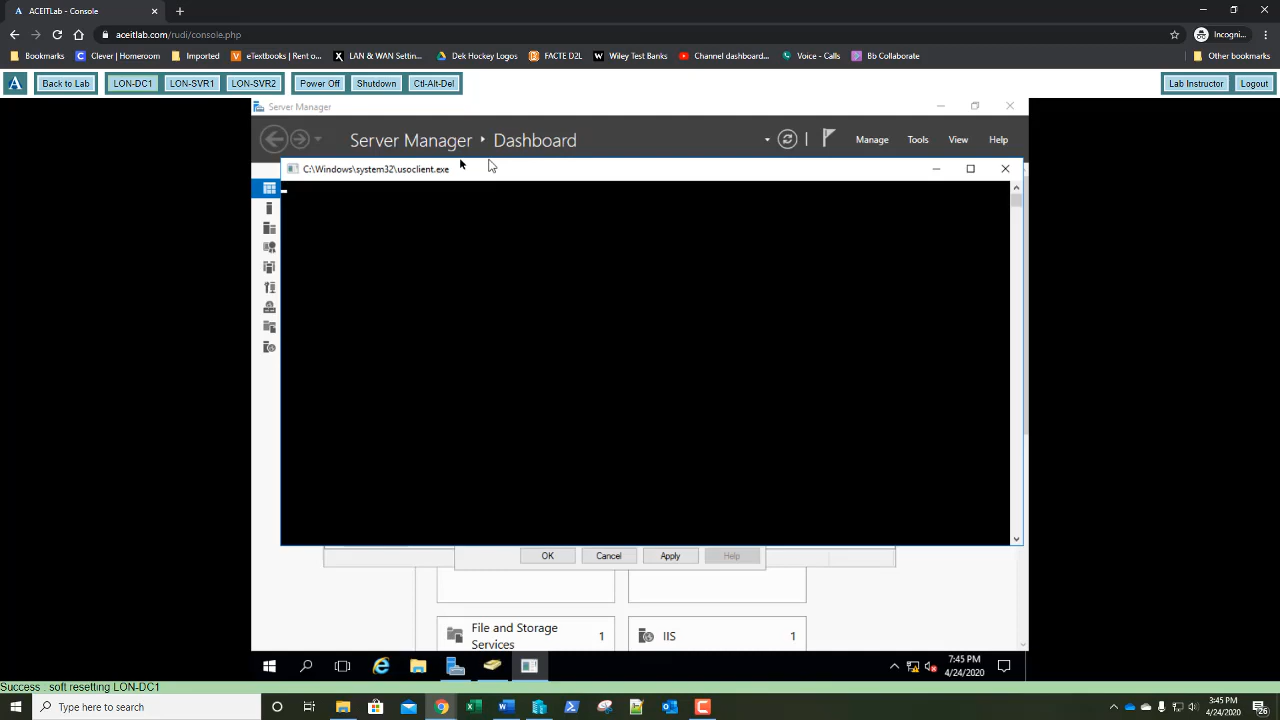 ACEITLab - Console
Incogni...
aceitlab.com/rudi/console.php
Bookmarks
Clever | Homeroom
Imported
eTextbooks | Rent o...
LAN & WAN Settin...
Dek Hockey Logos
FACTE D2L
Wiley Test Banks
Channel dashboard...
Voice - Calls
Bb Collaborate
Other bookmarks
Back to Lab
LON-DC1
LON-SVR1
LON-SVR2
Power Off
Shutdown
Ctl-Alt-Del
Lab Instructor
Logout
Server Manager
Server Manager
Dashboard
Manage
Tools
View
Help
C:\Windows\system32\usoclient.exe
OK
Cancel
Apply
Help
File and Storage
Services
1
IIS
1
7:45 PM
4/24/2020
Success . soft resetting LON-DC1
Type here to search
3:45 PM
4/24/2020
26